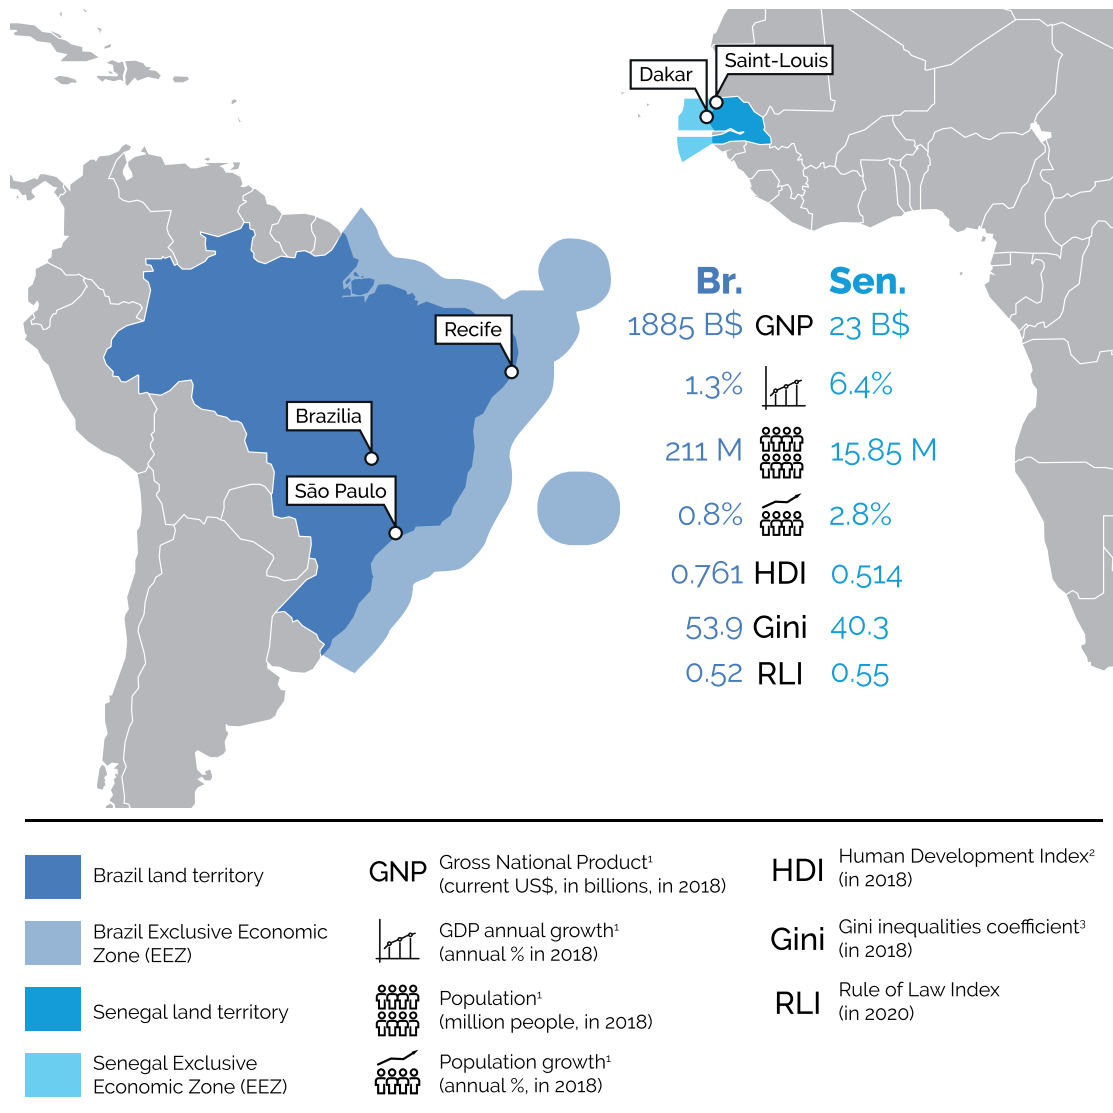 Saint-Louis
Dakar
Recife
Brazilia
São Paulo
Br. Sen.
1885 B$ GNP 23 B$
1.3% 6.4%
211 M 15.85 M
0.8% 2.8%
0.761 HDI 0.514
53.9 Gini 40.3
0.52 RLI 0.55
Brazil land territory
Brazil Exclusive Economic
Zone (EEZ)
Senegal land territory
Senegal Exclusive
Economic Zone (EEZ)
GNP
Gross National Product¹
(current US$, in billions, in 2018)
GDP annual growth¹
(annual % in 2018)
Population¹
(million people, in 2018)
Population growth¹
(annual %, in 2018)
HDI
Human Development Index²
(in 2018)
Gini
Gini inequalities coefficient³
(in 2018)
RLI
Rule of Law Index
(in 2020)